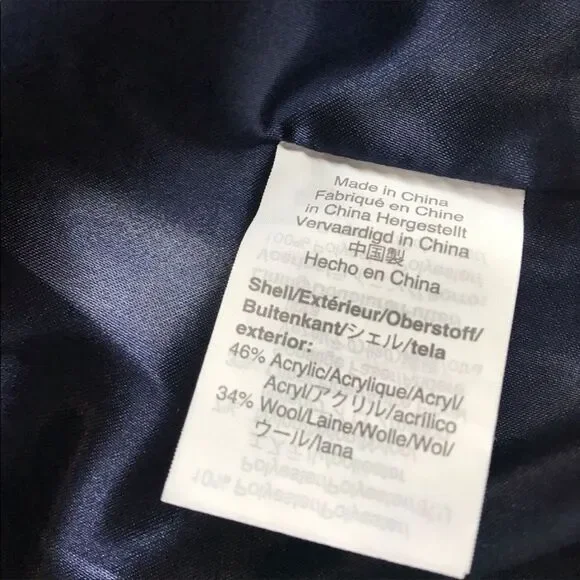 Made in China
Fabriqué en Chine
in China Hergestellt
Vervaardigd in China
中国製
Hecho en China
Shell/Extérieur/Oberstoff/
Buitenkant/シェル/tela
exterior:
46% Acrylic/Acrylique/Acryl/
Acryl/アクリル/acrílico
34% Wool/Laine/Wolle/Wol/
ウール/lana